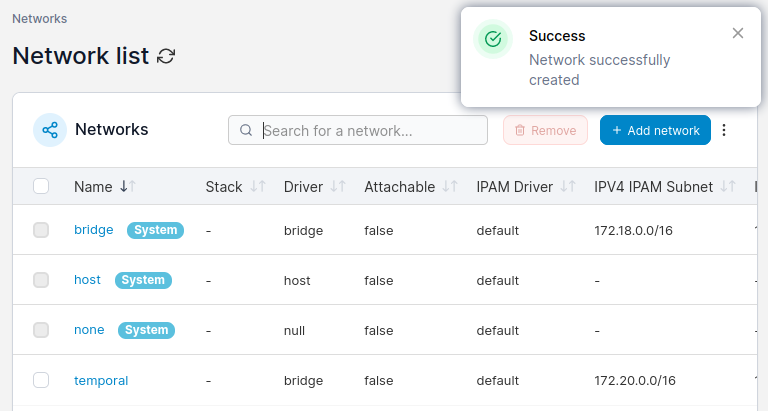 Networks
Network list
Success
Network successfully
created
Networks
Search for a network...
Remove
+ Add network
Name Stack Driver Attachable IPAM Driver IPV4 IPAM Subnet
bridge System - bridge false default 172.18.0.0/16
host System - host false default -
none System - null false default -
temporal - bridge false default 172.20.0.0/16